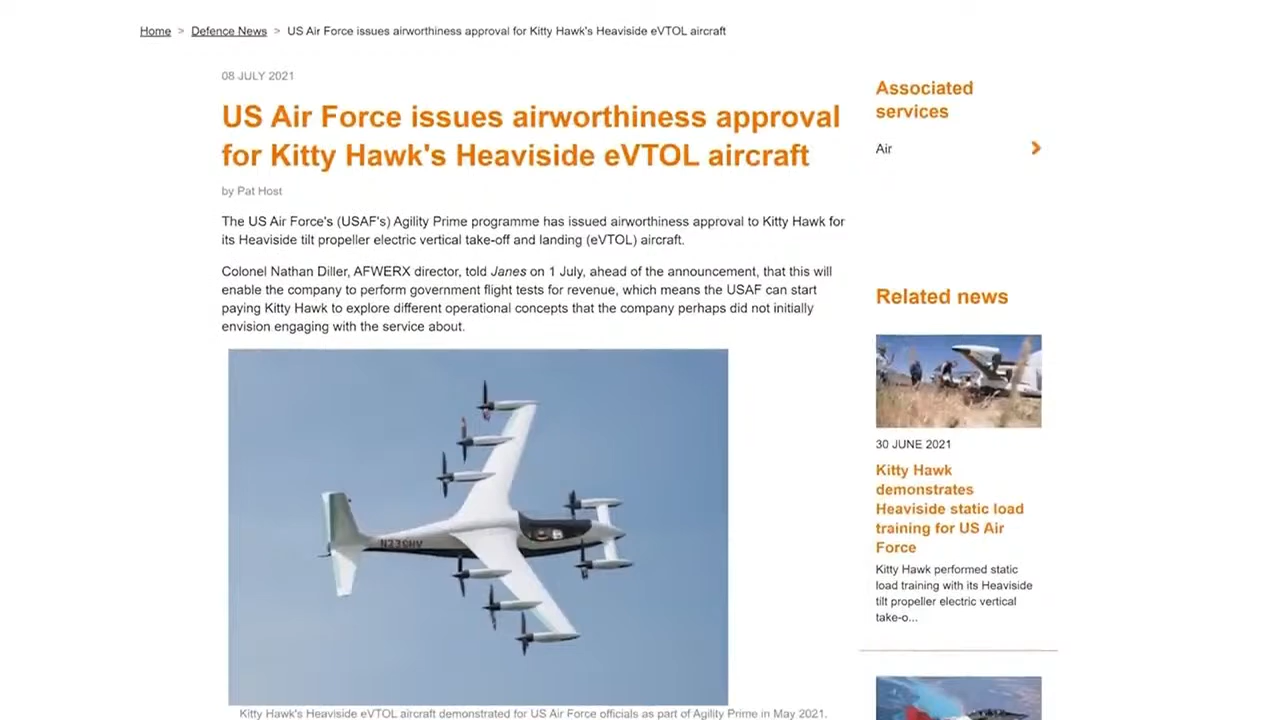 Home > Defence News > US Air Force issues airworthiness approval for Kitty Hawk's Heaviside eVTOL aircraft
08 JULY 2021
US Air Force issues airworthiness approval
for Kitty Hawk's Heaviside eVTOL aircraft
by Pat Host
The US Air Force's (USAF's) Agility Prime programme has issued airworthiness approval to Kitty Hawk for
its Heaviside tilt propeller electric vertical take-off and landing (eVTOL) aircraft.
Colonel Nathan Diller, AFWERX director, told Janes on 1 July, ahead of the announcement, that this will
enable the company to perform government flight tests for revenue, which means the USAF can start
paying Kitty Hawk to explore different operational concepts that the company perhaps did not initially
envision engaging with the service about.
Kitty Hawk's Heaviside eVTOL aircraft demonstrated for US Air Force officials as part of Agility Prime in May 2021.
Associated
services
Air
Related news
30 JUNE 2021
Kitty Hawk
demonstrates
Heaviside static load
training for US Air
Force
Kitty Hawk performed static
load training with its Heaviside
tilt propeller electric vertical
take-o...